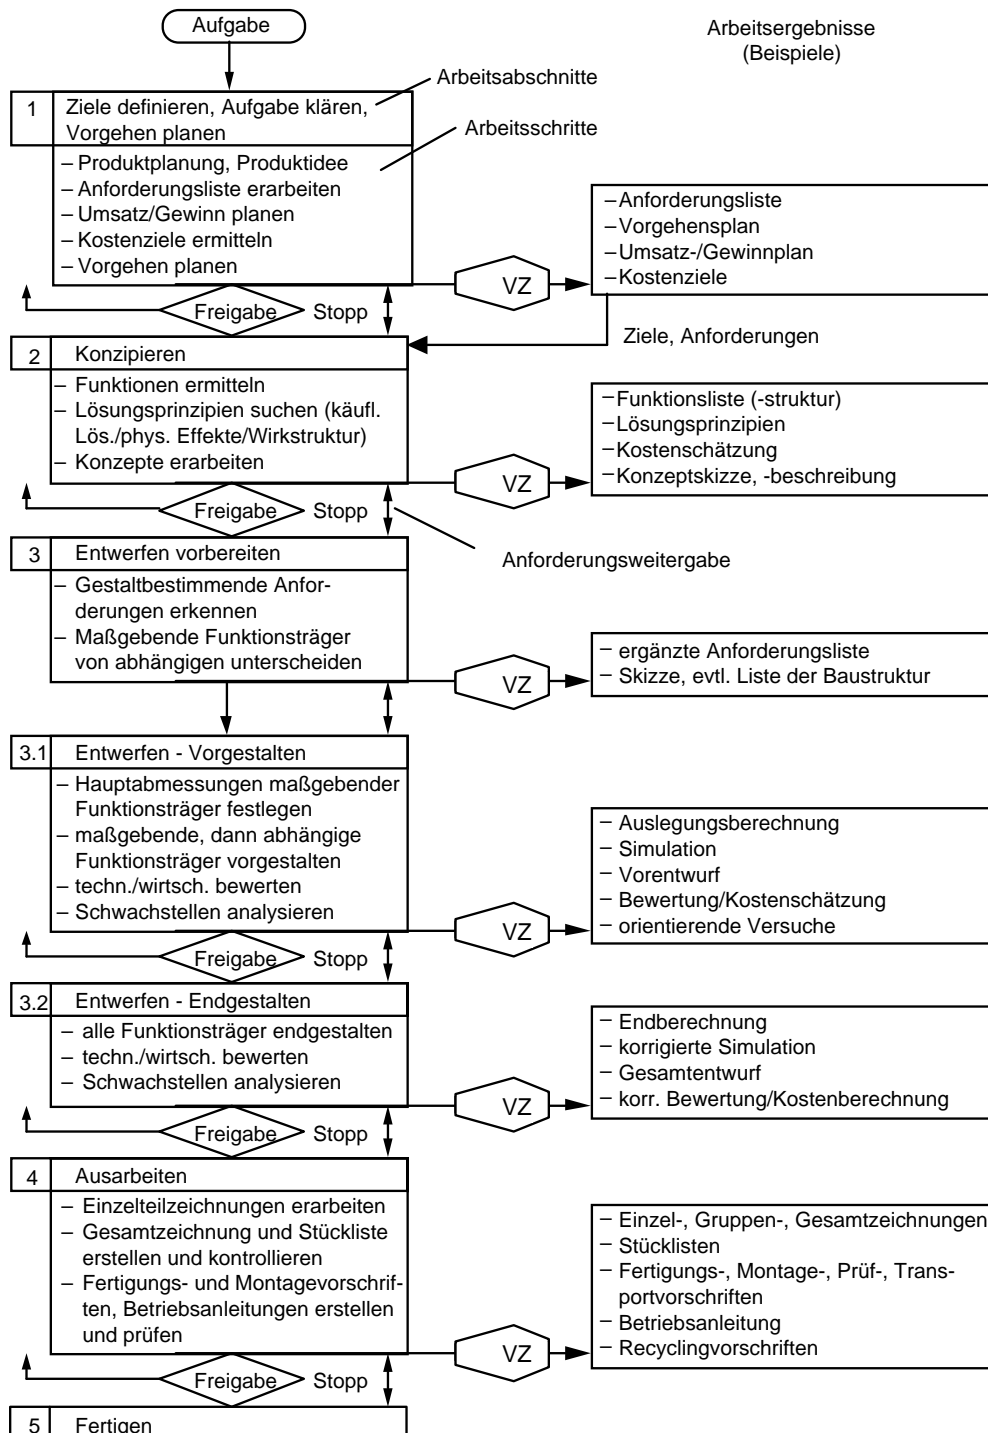 Aufgabe
Arbeitsergebnisse
(Beispiele)
Arbeitsabschnitte
1
Ziele definieren, Aufgabe klären,
Vorgehen planen
Arbeitsschritte
– Produktplanung, Produktidee
– Anforderungsliste erarbeiten
– Umsatz/Gewinn planen
– Kostenziele ermitteln
– Vorgehen planen
VZ
– Anforderungsliste
– Vorgehensplan
– Umsatz-/Gewinnplan
– Kostenziele
Freigabe
Stopp
Ziele, Anforderungen
2
Konzipieren
– Funktionen ermitteln
– Lösungsprinzipien suchen (käufl.
Lös./phys. Effekte/Wirkstruktur)
– Konzepte erarbeiten
VZ
– Funktionsliste (-struktur)
– Lösungsprinzipien
– Kostenschätzung
– Konzeptskizze, -beschreibung
Freigabe
Stopp
Anforderungsweitergabe
3
Entwerfen vorbereiten
– Gestaltbestimmende Anfor-
derungen erkennen
– Maßgebende Funktionsträger
von abhängigen unterscheiden
VZ
– ergänzte Anforderungsliste
– Skizze, evtl. Liste der Baustruktur
3.1
Entwerfen - Vorgestalten
– Hauptabmessungen maßgebender
Funktionsträger festlegen
– maßgebende, dann abhängige
Funktionsträger vorgestalten
– techn./wirtsch. bewerten
– Schwachstellen analysieren
VZ
– Auslegungsberechnung
– Simulation
– Vorentwurf
– Bewertung/Kostenschätzung
– orientierende Versuche
Freigabe
Stopp
3.2
Entwerfen - Endgestalten
– alle Funktionsträger endgestalten
– techn./wirtsch. bewerten
– Schwachstellen analysieren
VZ
– Endberechnung
– korrigierte Simulation
– Gesamtentwurf
– korr. Bewertung/Kostenberechnung
Freigabe
Stopp
4
Ausarbeiten
– Einzelteilzeichnungen erarbeiten
– Gesamtzeichnung und Stückliste
erstellen und kontrollieren
– Fertigungs- und Montagevorschrif-
ten, Betriebsanleitungen erstellen
und prüfen
VZ
– Einzel-, Gruppen-, Gesamtzeichnungen
– Stücklisten
– Fertigungs-, Montage-, Prüf-, Trans-
portvorschriften
– Betriebsanleitung
– Recyclingvorschriften
Freigabe
Stopp
5
Fertigen